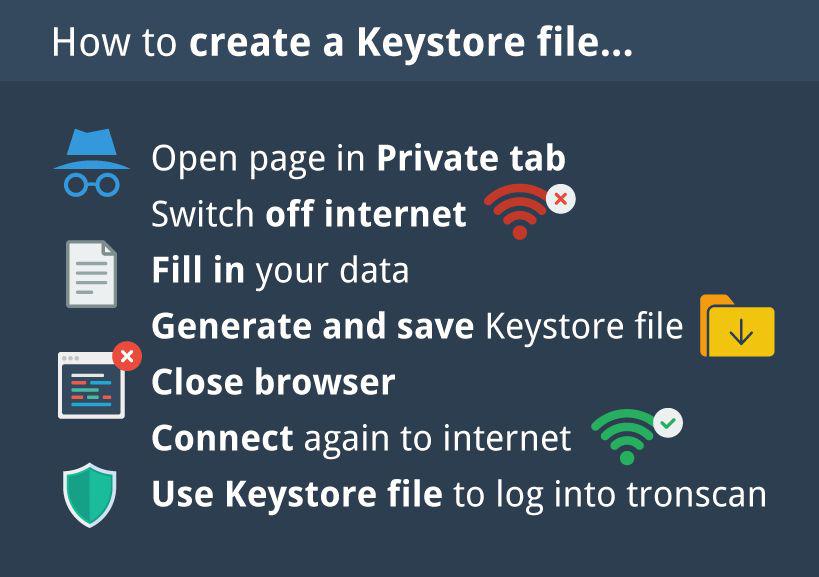 How to create a Keystore file...
Open page in Private tab
Switch off internet
Fill in your data
Generate and save Keystore file
Close browser
Connect again to internet
Use Keystore file to log into tronscan